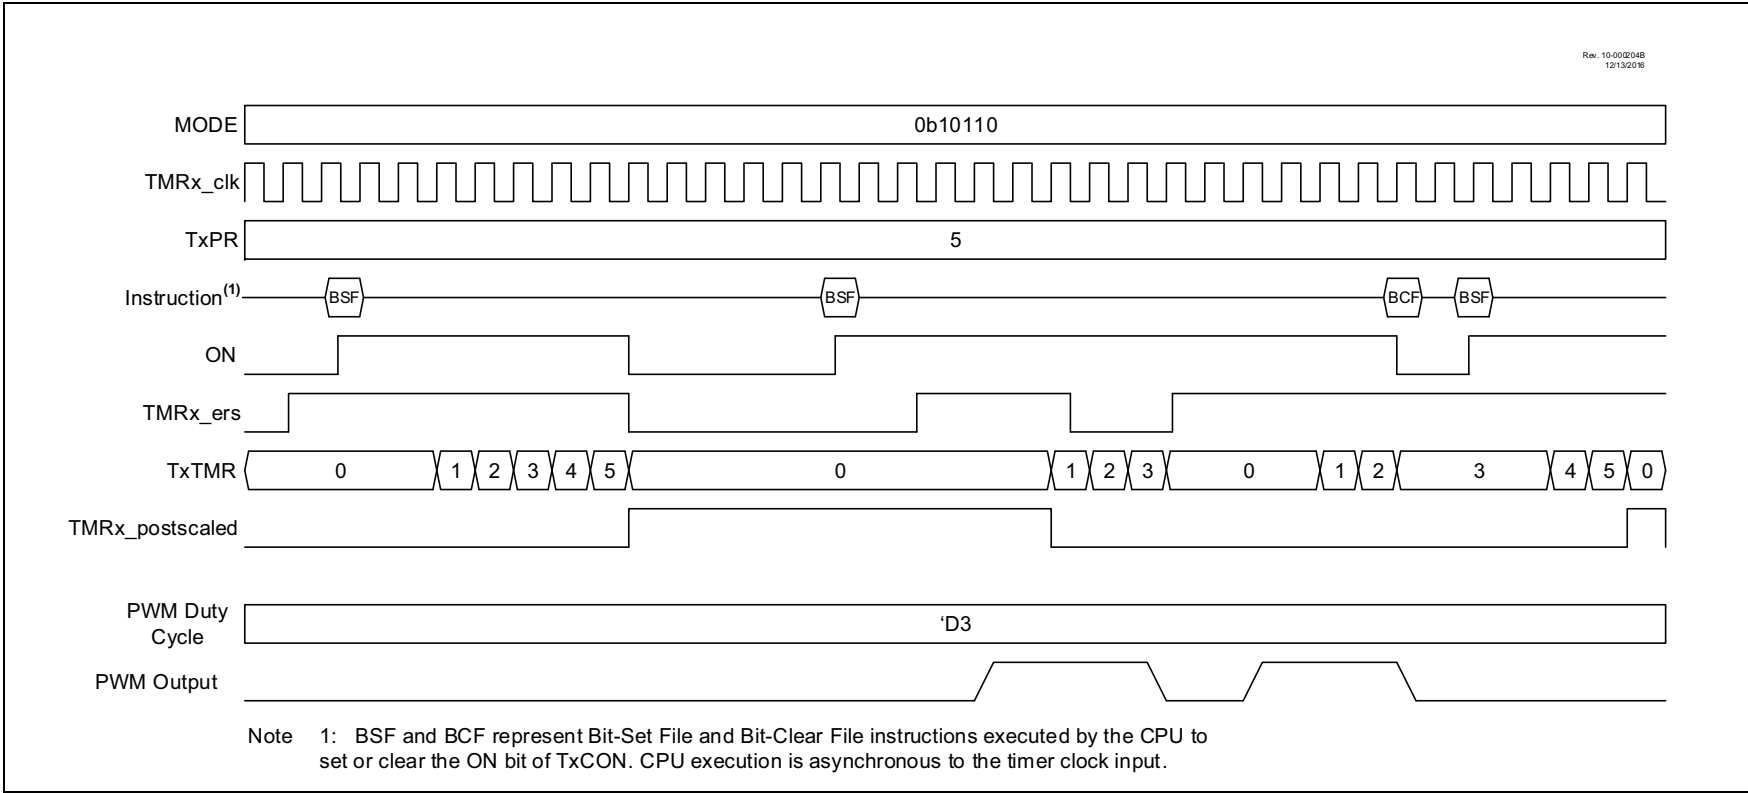 Rev. 10-000204B
12/13/2016
MODE 0b10110
TMRx_clk
TxPR 5
Instruction(1) BSF BSF BCF BSF
ON
TMRx_ers
TxTMR 0 1 2 3 4 5 0 1 2 3 0 1 2 3 4 5 0
TMRx_postscaled
PWM Duty
Cycle
‘D3
PWM Output
Note 1: BSF and BCF represent Bit-Set File and Bit-Clear File instructions executed by the CPU to
set or clear the ON bit of TxCON. CPU execution is asynchronous to the timer clock input.